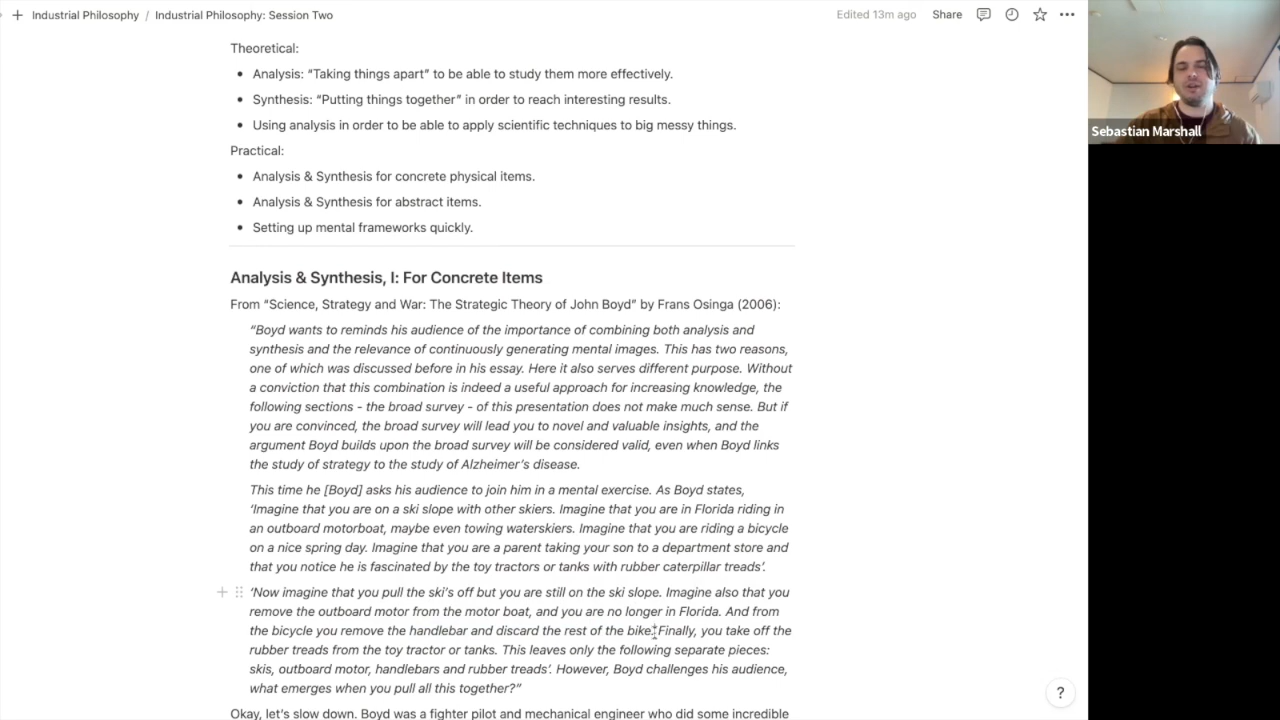 Industrial Philosophy / Industrial Philosophy: Session Two
Edited 13m ago Share
Theoretical:
• Analysis: “Taking things apart” to be able to study them more effectively.
• Synthesis: “Putting things together” in order to reach interesting results.
• Using analysis in order to be able to apply scientific techniques to big messy things.
Practical:
• Analysis & Synthesis for concrete physical items.
• Analysis & Synthesis for abstract items.
• Setting up mental frameworks quickly.
Analysis & Synthesis, I: For Concrete Items
From “Science, Strategy and War: The Strategic Theory of John Boyd” by Frans Osinga (2006):
“Boyd wants to reminds his audience of the importance of combining both analysis and
synthesis and the relevance of continuously generating mental images. This has two reasons,
one of which was discussed before in his essay. Here it also serves different purpose. Without
a conviction that this combination is indeed a useful approach for increasing knowledge, the
following sections - the broad survey - of this presentation does not make much sense. But if
you are convinced, the broad survey will lead you to novel and valuable insights, and the
argument Boyd builds upon the broad survey will be considered valid, even when Boyd links
the study of strategy to the study of Alzheimer’s disease.
This time he [Boyd] asks his audience to join him in a mental exercise. As Boyd states,
‘Imagine that you are on a ski slope with other skiers. Imagine that you are in Florida riding in
an outboard motorboat, maybe even towing waterskiers. Imagine that you are riding a bicycle
on a nice spring day. Imagine that you are a parent taking your son to a department store and
that you notice he is fascinated by the toy tractors or tanks with rubber caterpillar treads’.
‘Now imagine that you pull the ski’s off but you are still on the ski slope. Imagine also that you
remove the outboard motor from the motor boat, and you are no longer in Florida. And from
the bicycle you remove the handlebar and discard the rest of the bike. Finally, you take off the
rubber treads from the toy tractor or tanks. This leaves only the following separate pieces:
skis, outboard motor, handlebars and rubber treads’. However, Boyd challenges his audience,
what emerges when you pull all this together?”
Okay, let’s slow down. Boyd was a fighter pilot and mechanical engineer who did some incredible
?
Sebastian Marshall